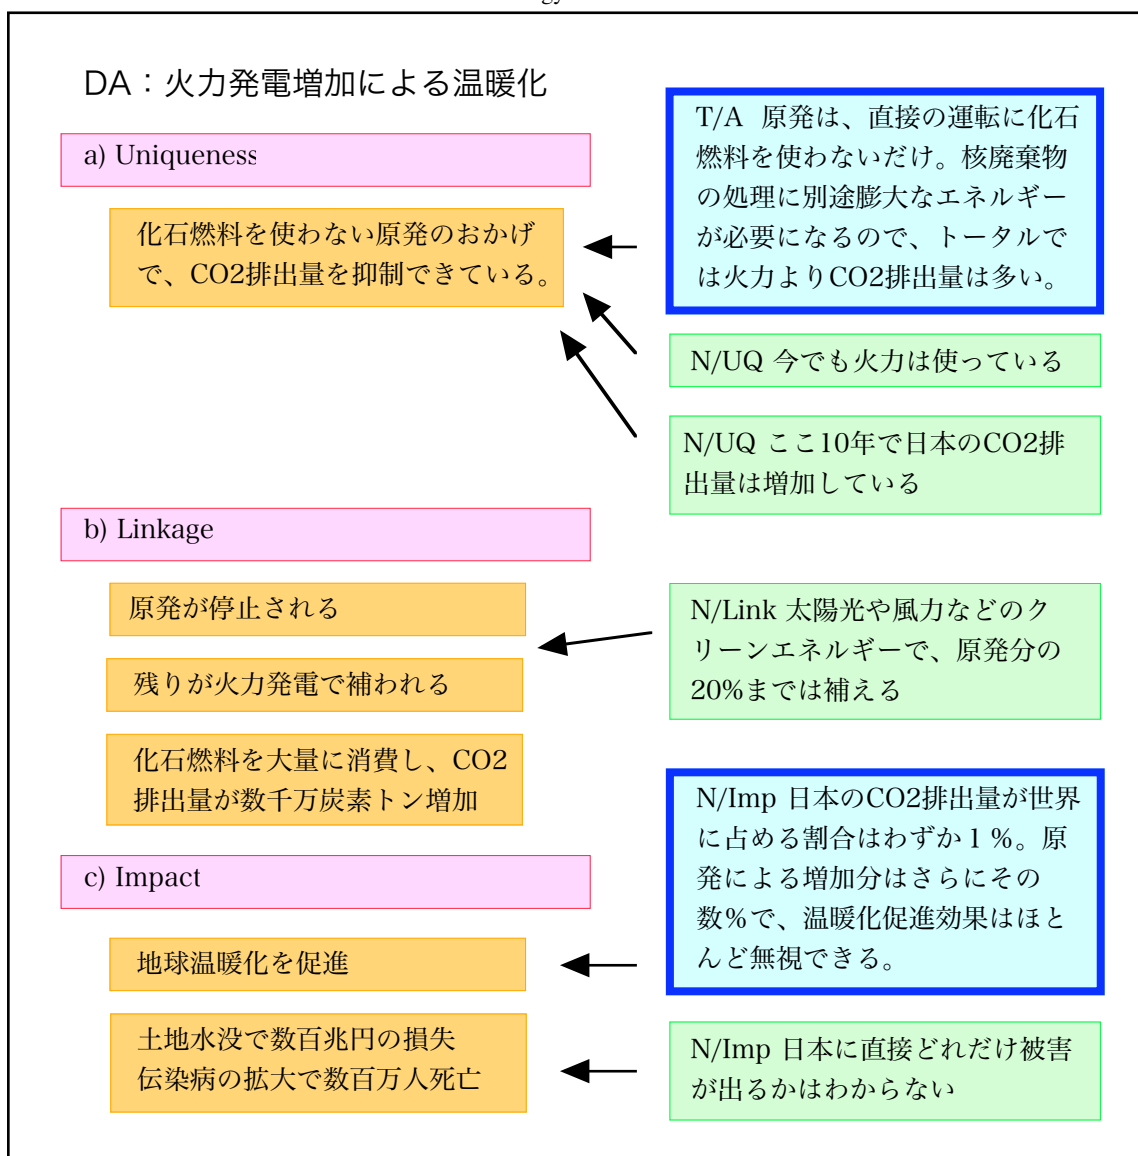 DA：火力発電増加による温暖化
a) Uniqueness
化石燃料を使わない原発のおかげ
で、CO2排出量を抑制できている。
T/A 原発は、直接の運転に化石
燃料を使わないだけ。核廃棄物
の処理に別途膨大なエネルギー
が必要になるので、トータルで
は火力よりCO2排出量は多い。
N/UQ 今でも火力は使っている
N/UQ ここ10年で日本のCO2排
出量は増加している
b) Linkage
原発が停止される
残りが火力発電で補われる
化石燃料を大量に消費し、CO2
排出量が数千万炭素トン増加
N/Link 太陽光や風力などのク
リーンエネルギーで、原発分の
20%までは補える
c) Impact
地球温暖化を促進
土地水没で数百兆円の損失
伝染病の拡大で数百万人死亡
N/Imp 日本のCO2排出量が世界
に占める割合はわずか１％。原
発による増加分はさらにその
数％で、温暖化促進効果はほと
んど無視できる。
N/Imp 日本に直接どれだけ被害
が出るかはわからない